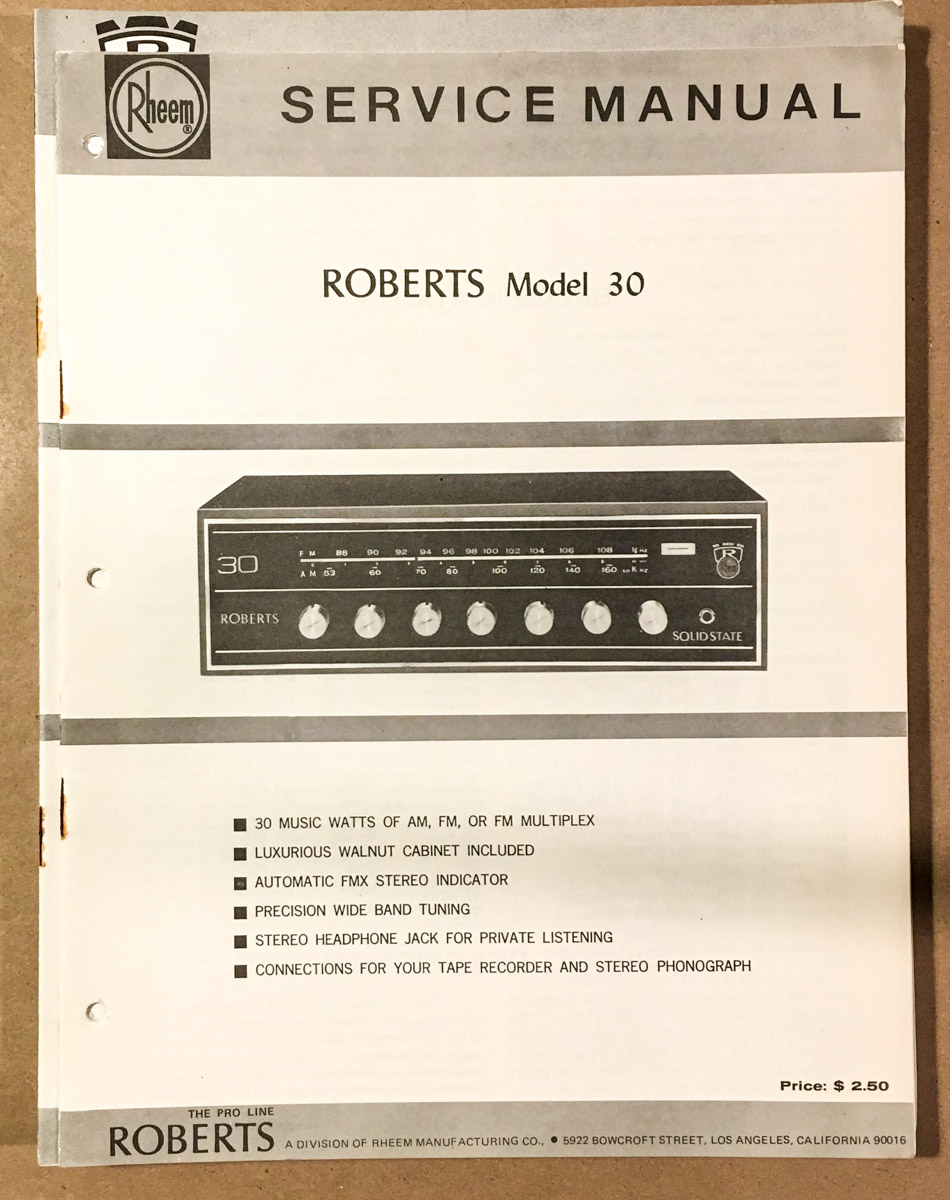 R
Rheem®
SERVICE MANUAL
ROBERTS Model 30
30
FM 88 90 92 94 96 98 100 102 104 106 108 MHz
AM 53 60 70 80 100 120 140 160 KHz
R
ROBERTS
SOLID STATE
■ 30 MUSIC WATTS OF AM, FM, OR FM MULTIPLEX
■ LUXURIOUS WALNUT CABINET INCLUDED
■ AUTOMATIC FMX STEREO INDICATOR
■ PRECISION WIDE BAND TUNING
■ STEREO HEADPHONE JACK FOR PRIVATE LISTENING
■ CONNECTIONS FOR YOUR TAPE RECORDER AND STEREO PHONOGRAPH
Price: $ 2.50
THE PRO LINE
ROBERTS A DIVISION OF RHEEM MANUFACTURING CO., ● 5922 BOWCROFT STREET, LOS ANGELES, CALIFORNIA 90016